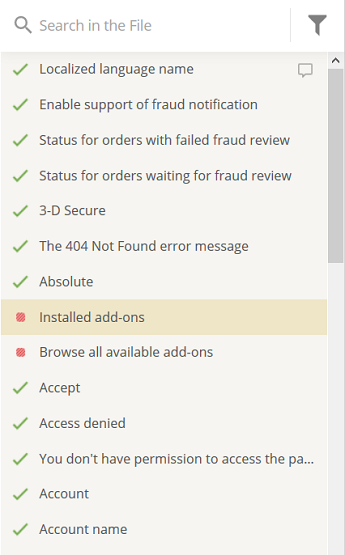 Search in the File
Localized language name
Enable support of fraud notification
Status for orders with failed fraud review
Status for orders waiting for fraud review
3-D Secure
The 404 Not Found error message
Absolute
Installed add-ons
Browse all available add-ons
Accept
Access denied
You don't have permission to access the pa...
Account
Account name